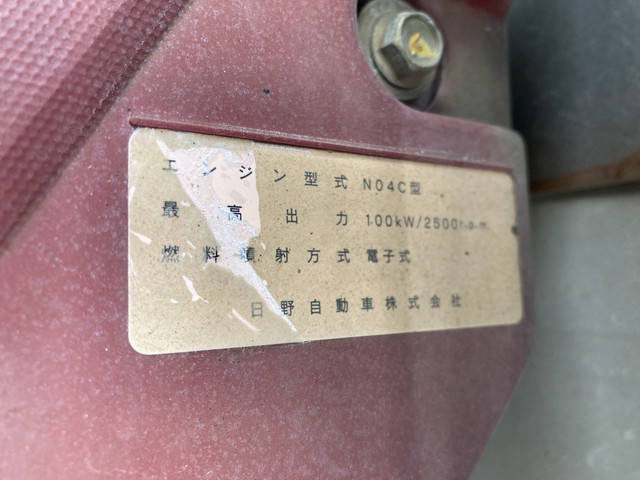 エンジン型式 N04C型
最高出力 100kW/2500r.p.m
燃料噴射方式 電子式
日野自動車株式会社